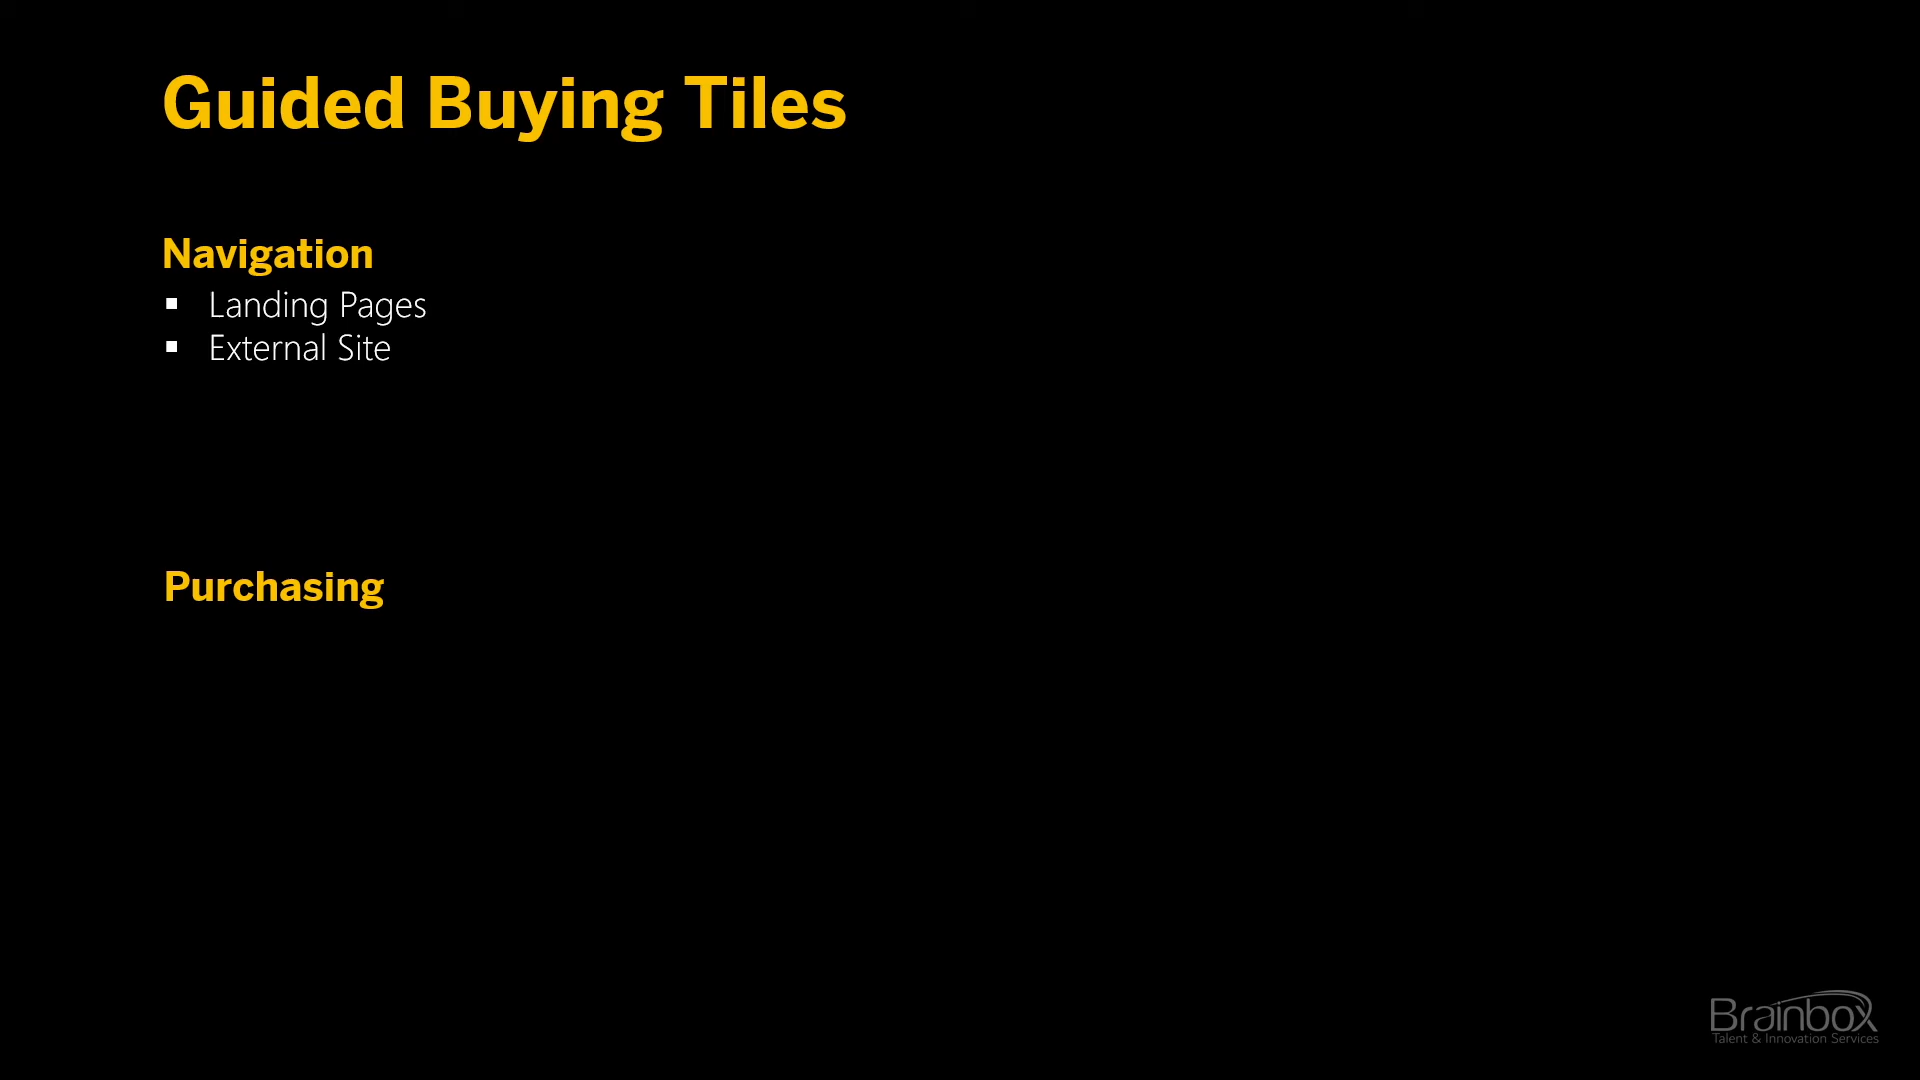 Guided Buying Tiles
Navigation
▪ Landing Pages
▪ External Site
Purchasing
Brainbox
Talent & Innovation Services